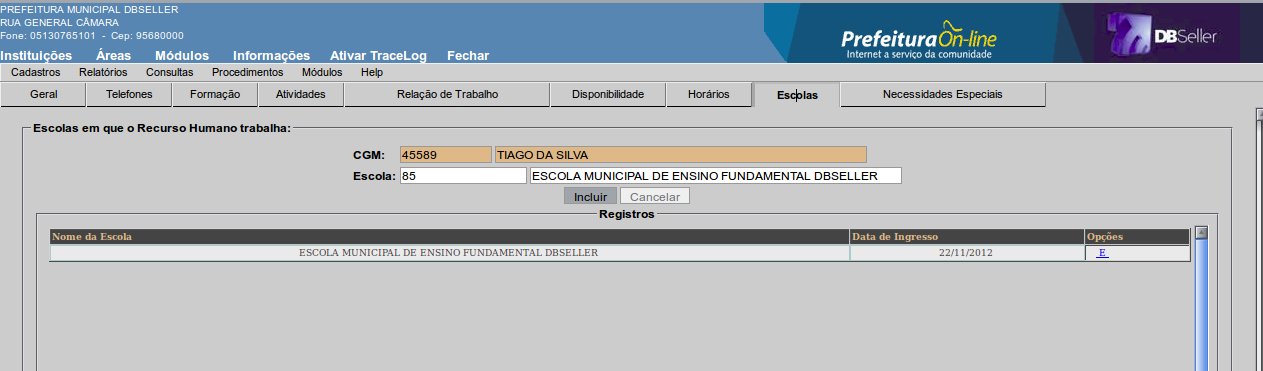 PREFEITURA MUNICIPAL DBSELLER
RUA GENERAL CÂMARA
Fone: 05130765101 - Cep: 95680000
Instituições Áreas Módulos Informações Ativar TraceLog Fechar
PrefeituraOn-line
Internet a serviço da comunidade
DBSeller
Cadastros Relatórios Consultas Procedimentos Módulos Help
Geral Telefones Formação Atividades Relação de Trabalho Disponibilidade Horários Escolas Necessidades Especiais
Escolas em que o Recurso Humano trabalha:
CGM: 45589 TIAGO DA SILVA
Escola: 85 ESCOLA MUNICIPAL DE ENSINO FUNDAMENTAL DBSELLER
Incluir Cancelar
Registros
Nome da Escola Data de Ingresso Opções
ESCOLA MUNICIPAL DE ENSINO FUNDAMENTAL DBSELLER 22/11/2012 E